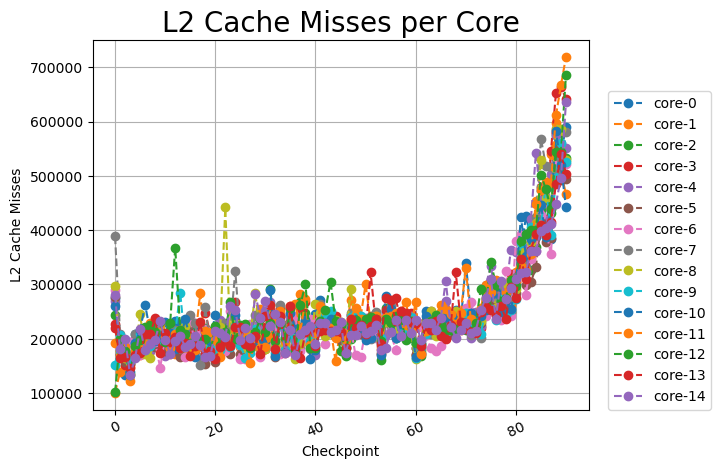 L2 Cache Misses per Core
L2 Cache Misses
700000
600000
500000
400000
300000
200000
100000
0
20
40
60
80
Checkpoint
core-0
core-1
core-2
core-3
core-4
core-5
core-6
core-7
core-8
core-9
core-10
core-11
core-12
core-13
core-14